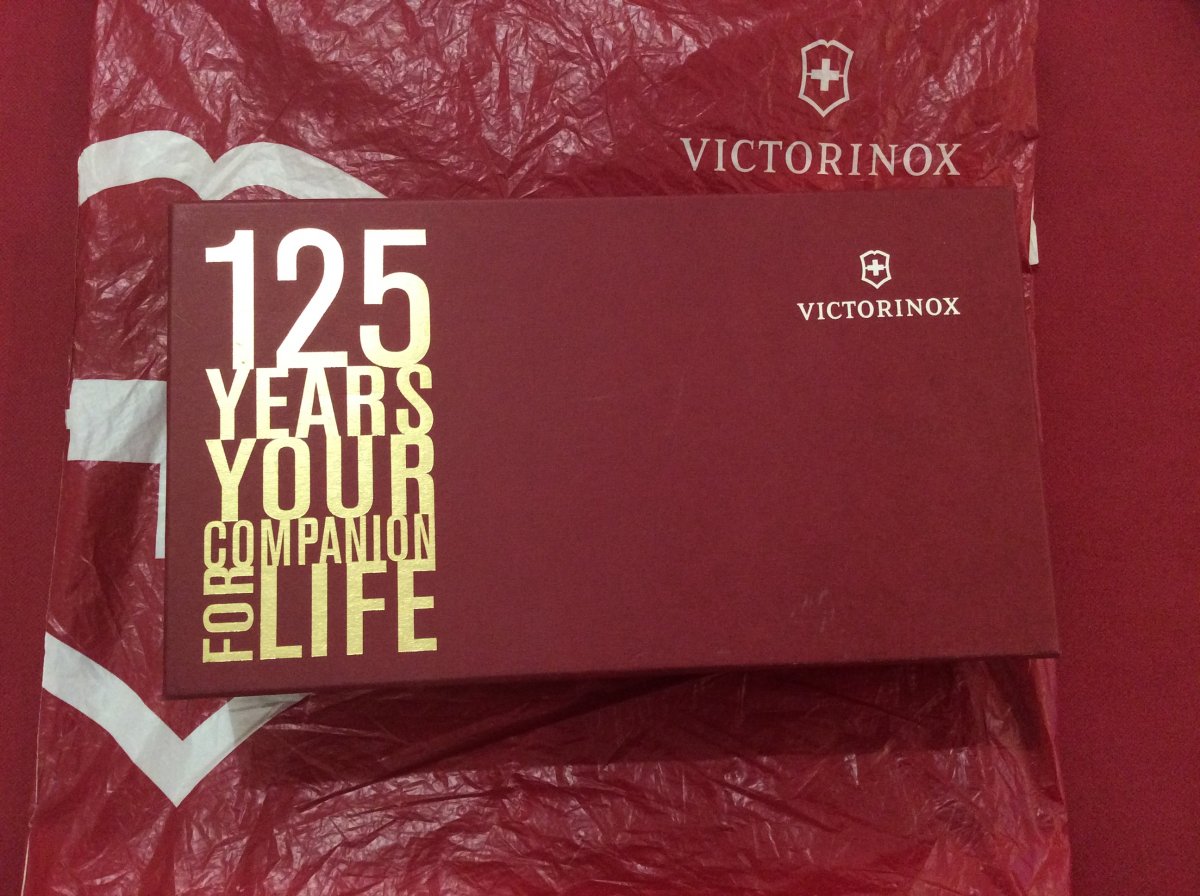 VICTORINOX
125
YEARS
YOUR
COMPANION
FOR LIFE
VICTORINOX